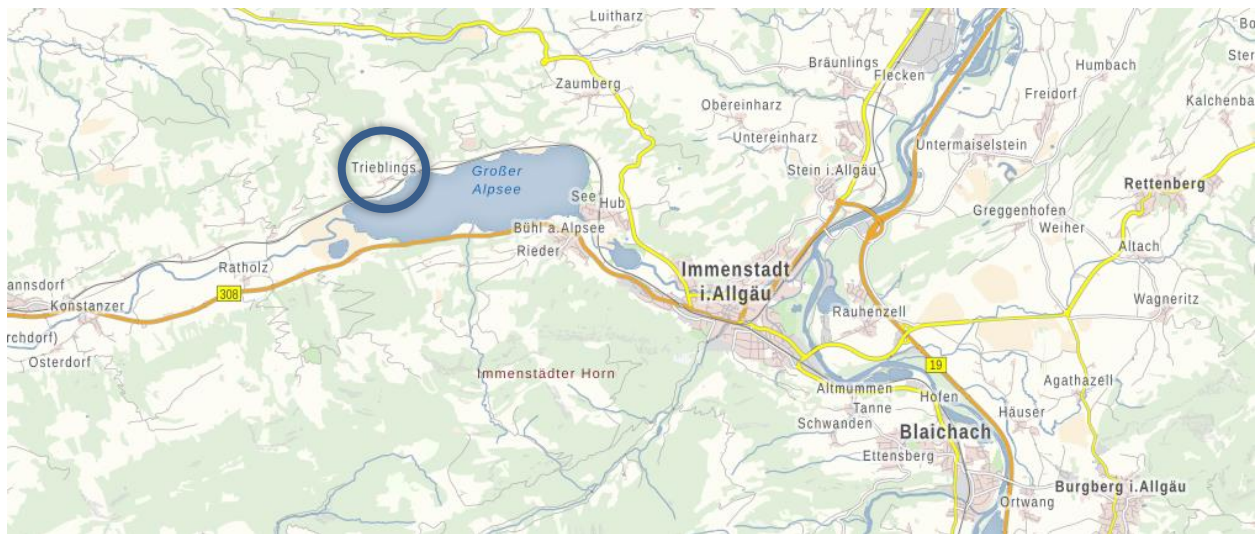 Luitharz
Bräunlings
Flecken
Humbach
Zaumberg
Freidorf
Kalchenba
Obereinharz
Untereinharz
Untermaiselstein
Trieblings
Großer
Alpsee
Stein i.Allgäu
Rettenberg
See
Hub
Greggenhofen
Weiher
Bühl a.Alpsee
Rieder
Altach
Ratholz
Immenstadt
i.Allgäu
annsdorf
308
Konstanzer
Wagneritz
Rauhenzell
rchdorf)
Osterdorf
19
Immenstädter Horn
Agathazell
Altmummen
Hofen
Tanne
Häuser
Schwanden
Blaichach
Ettensberg
Burgberg i.Allgäu
Ortwang